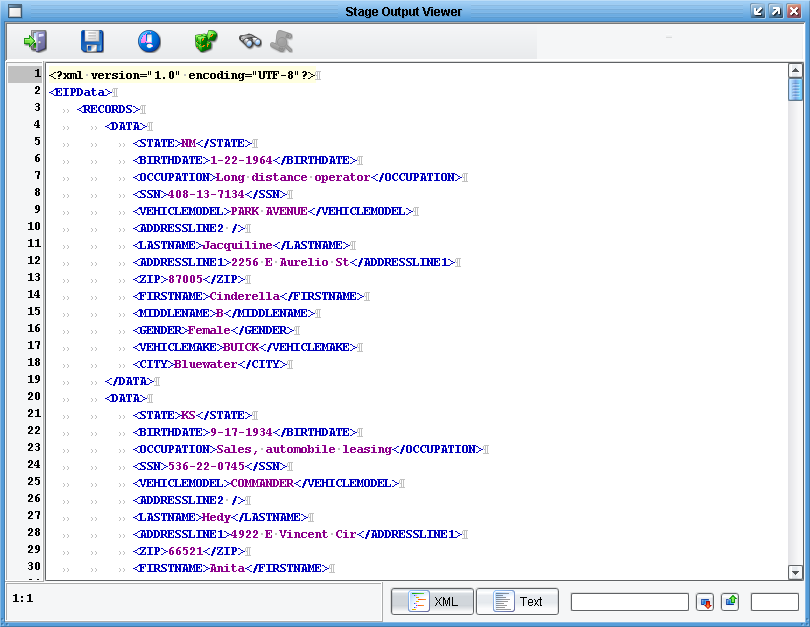 Stage Output Viewer
1 <?xml version="1.0" encoding="UTF-8"?>
2 <EIPData>
3 <RECORDS>
4 <DATA>
5 <STATE>NM</STATE>
6 <BIRTHDATE>1-22-1964</BIRTHDATE>
7 <OCCUPATION>Long distance operator</OCCUPATION>
8 <SSN>408-13-7134</SSN>
9 <VEHICLEMODEL>PARK AVENUE</VEHICLEMODEL>
10 <ADDRESSLINE2 />
11 <LASTNAME>Jacquiline</LASTNAME>
12 <ADDRESSLINE1>2256 E Aurelio St</ADDRESSLINE1>
13 <ZIP>87005</ZIP>
14 <FIRSTNAME>Cinderella</FIRSTNAME>
15 <MIDDLENAME>B</MIDDLENAME>
16 <GENDER>Female</GENDER>
17 <VEHICLEMAKE>BUICK</VEHICLEMAKE>
18 <CITY>Bluewater</CITY>
19 </DATA>
20 <DATA>
21 <STATE>KS</STATE>
22 <BIRTHDATE>9-17-1934</BIRTHDATE>
23 <OCCUPATION>Sales, automobile leasing</OCCUPATION>
24 <SSN>536-22-0745</SSN>
25 <VEHICLEMODEL>COMMANDER</VEHICLEMODEL>
26 <ADDRESSLINE2 />
27 <LASTNAME>Hedy</LASTNAME>
28 <ADDRESSLINE1>4922 E Vincent Cir</ADDRESSLINE1>
29 <ZIP>66521</ZIP>
30 <FIRSTNAME>Anita</FIRSTNAME>
1:1 XML Text